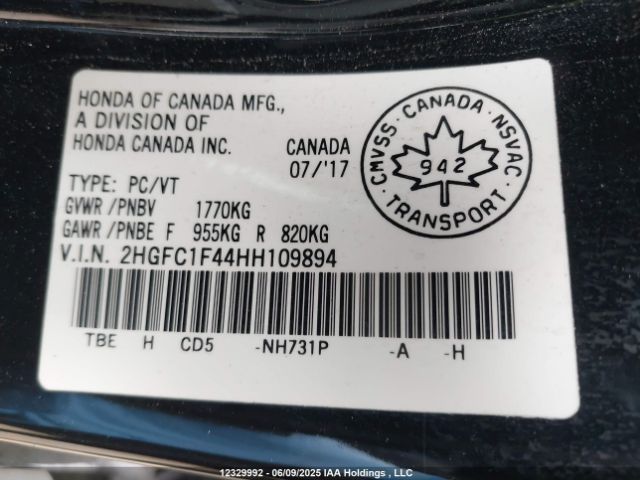 HONDA OF CANADA MFG.,
A DIVISION OF
HONDA CANADA INC.
CANADA
07/'17
TYPE: PC/VT
GVWR/PNBV 1770KG
GAWR/PNBE F 955KG R 820KG
V.I.N. 2HGFC1F44HH109894
TBE H CD5 -NH731P -A -H
CMVSS · CANADA · NSVAC
942
TRANSPORT
12329992 - 06/09/2025 IAA Holdings , LLC